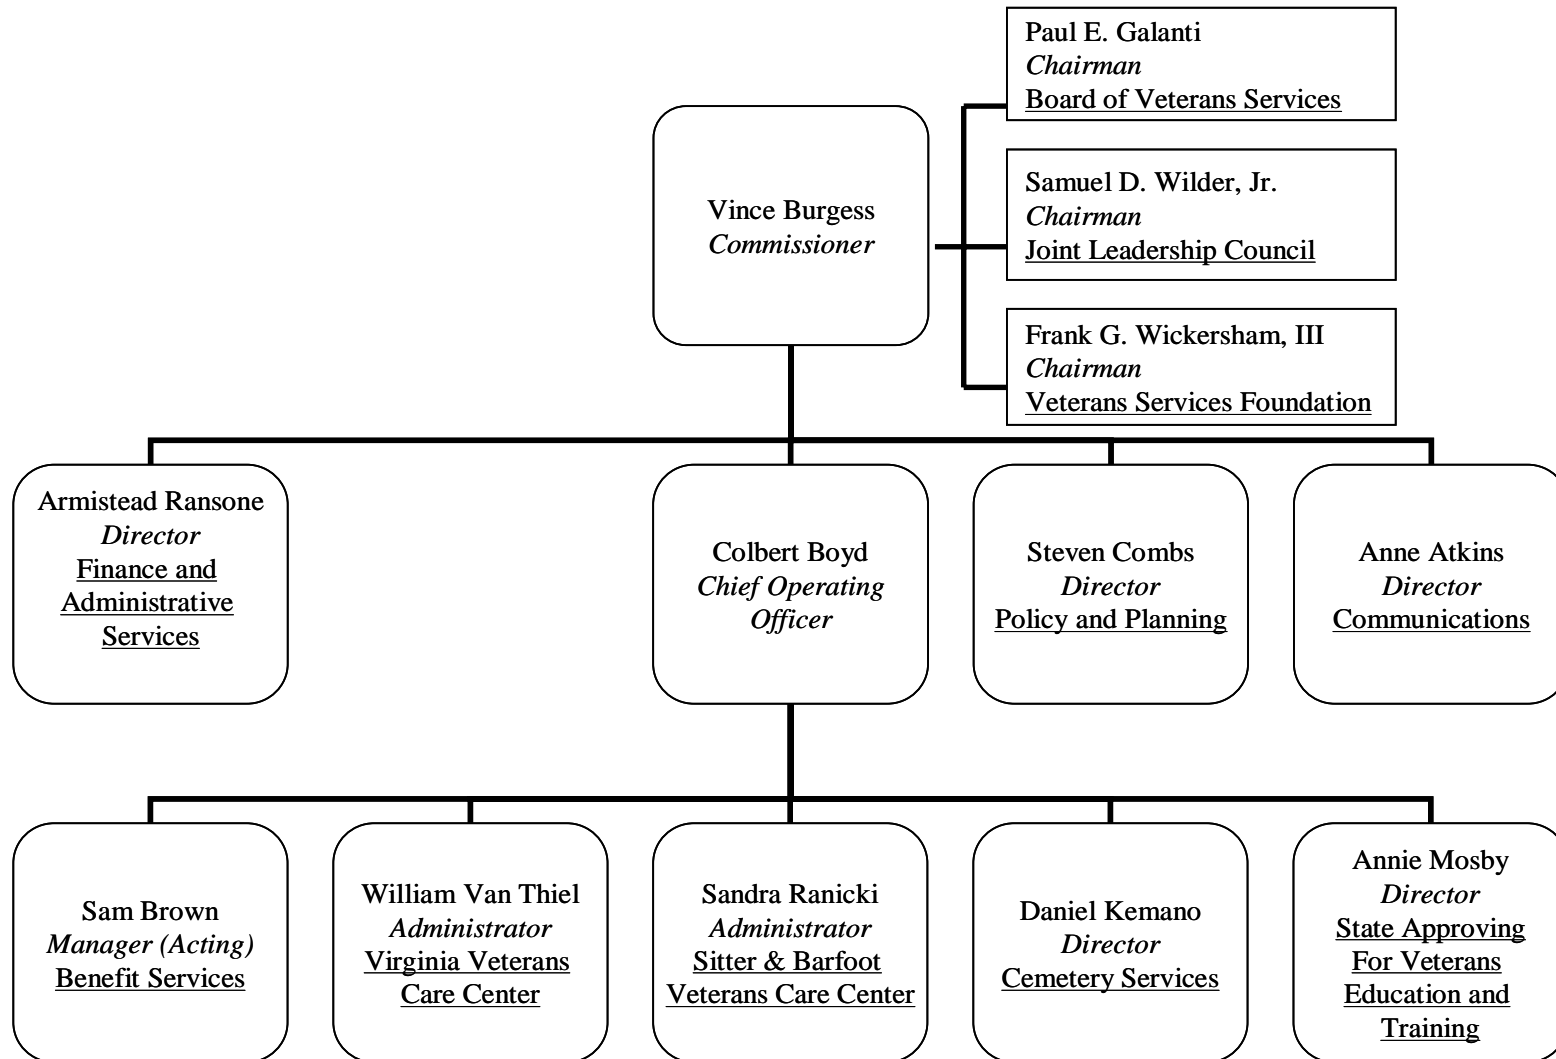 Paul E. Galanti
Chairman
Board of Veterans Services
Vince Burgess
Commissioner
Samuel D. Wilder, Jr.
Chairman
Joint Leadership Council
Frank G. Wickersham, III
Chairman
Veterans Services Foundation
Armistead Ransone
Director
Finance and
Administrative
Services
Colbert Boyd
Chief Operating
Officer
Steven Combs
Director
Policy and Planning
Anne Atkins
Director
Communications
Sam Brown
Manager (Acting)
Benefit Services
William Van Thiel
Administrator
Virginia Veterans
Care Center
Sandra Ranicki
Administrator
Sitter & Barfoot
Veterans Care Center
Daniel Kemano
Director
Cemetery Services
Annie Mosby
Director
State Approving
For Veterans
Education and
Training